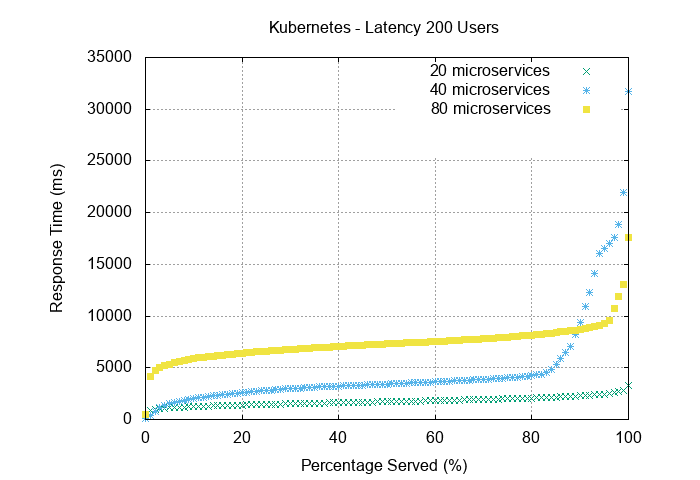 Kubernetes - Latency 200 Users
35000
30000
25000
20000
15000
10000
5000
0
Response Time (ms)
20 microservices
40 microservices
80 microservices
0 20 40 60 80 100
Percentage Served (%)